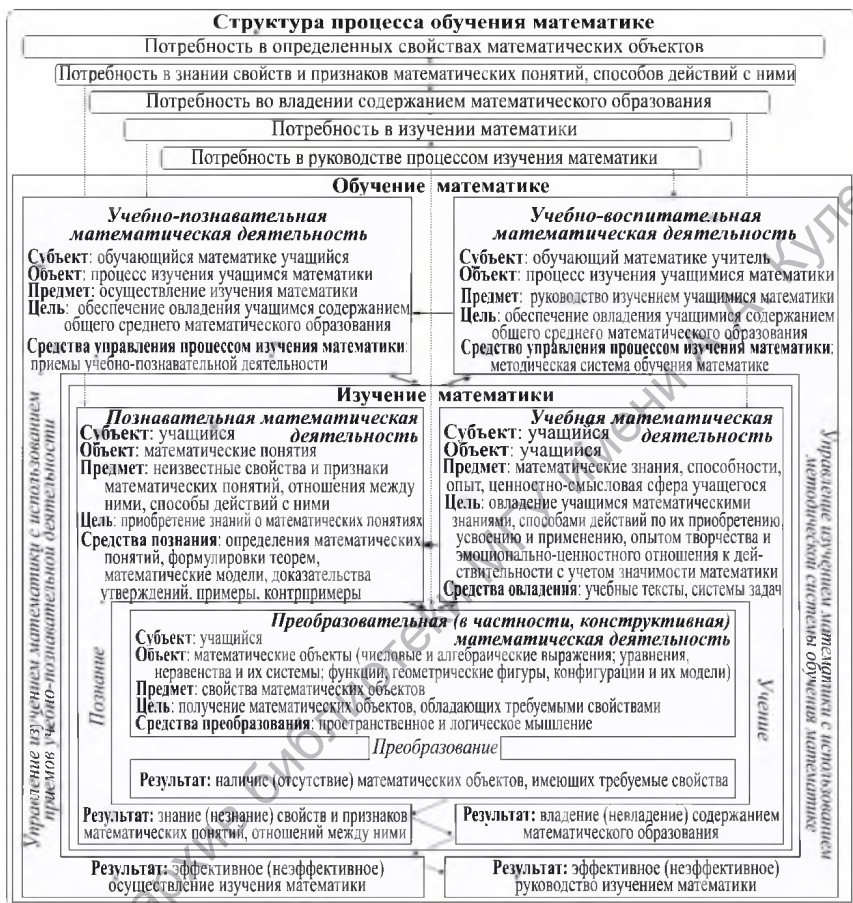 Структура процесса обучения математике
Потребность в определенных свойствах математических объектов
Потребность в знании свойств и признаков математических понятий, способов действий с ними
Потребность во владении содержанием математического образования
Потребность в изучении математики
Потребность в руководстве процессом изучения математики
Обучение математике
Учебно-познавательная
математическая деятельность
Субъект: обучающийся математике учащийся
Объект: процесс изучения учащимся математики
Предмет: осуществление изучения математики
Цель: обеспечение овладения учащимся содержанием
общего среднего математического образования
Средства управления процессом изучения математики:
приемы учебно-познавательной деятельности
Учебно-воспитательная
математическая деятельность
Субъект: обучающий математике учитель
Объект: процесс изучения учащимися математики
Предмет: руководство изучением учащимися математики
Цель: обеспечение овладения учащимися содержанием
общего среднего математического образования
Средство управления процессом изучения математики:
методическая система обучения математике
Изучение математики
Познавательная математическая
деятельность
Субъект: учащийся
Объект: математические понятия
Предмет: неизвестные свойства и признаки
математических понятий, отношения между
ними, способы действий с ними
Цель: приобретение знаний о математических понятиях
Средства познания: определения математических
понятий, формулировки теорем,
математические модели, доказательства
утверждений, примеры, контрпримеры
Учебная математическая
деятельность
Субъект: учащийся
Объект: учащийся
Предмет: математические знания, способности,
опыт, ценностно-смысловая сфера учащегося
Цель: овладение учащимся математическими
знаниями, способами действий по их приобретению,
усвоению и применению, опытом творчества и
эмоционально-ценностного отношения к дей-
ствительности с учетом значимости математики
Средства овладения: учебные тексты, системы задач
Преобразовательная (в частности, конструктивная)
математическая деятельность
Субъект: учащийся
Объект: математические объекты (числовые и алгебраические выражения; уравнения,
неравенства и их системы; функции, геометрические фигуры, конфигурации и их модели)
Предмет: свойства математических объектов
Цель: получение математических объектов, обладающих требуемыми свойствами
Средства преобразования: пространственное и логическое мышление
Преобразование
Результат: наличие (отсутствие) математических объектов, имеющих требуемые свойства
Познание
Учение
Результат: знание (незнание) свойств и признаков
математических понятий, отношений между ними
Результат: владение (невладение) содержанием
математического образования
Управление изучением математики с использованием
приемов учебно-познавательной деятельности
Управление изучением математики с использованием
методической системы обучения математике
Результат: эффективное (неэффективное)
осуществление изучения математики
Результат: эффективное (неэффективное)
руководство изучением математики
архив библиотеки МГУ имени А.А. Куле